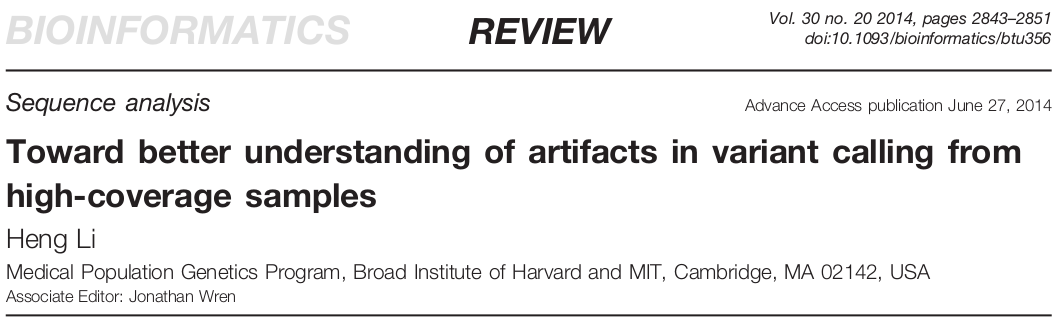 BIOINFORMATICS REVIEW Vol. 30 no. 20 2014, pages 2843–2851
doi:10.1093/bioinformatics/btu356
Sequence analysis Advance Access publication June 27, 2014
Toward better understanding of artifacts in variant calling from
high-coverage samples
Heng Li
Medical Population Genetics Program, Broad Institute of Harvard and MIT, Cambridge, MA 02142, USA
Associate Editor: Jonathan Wren